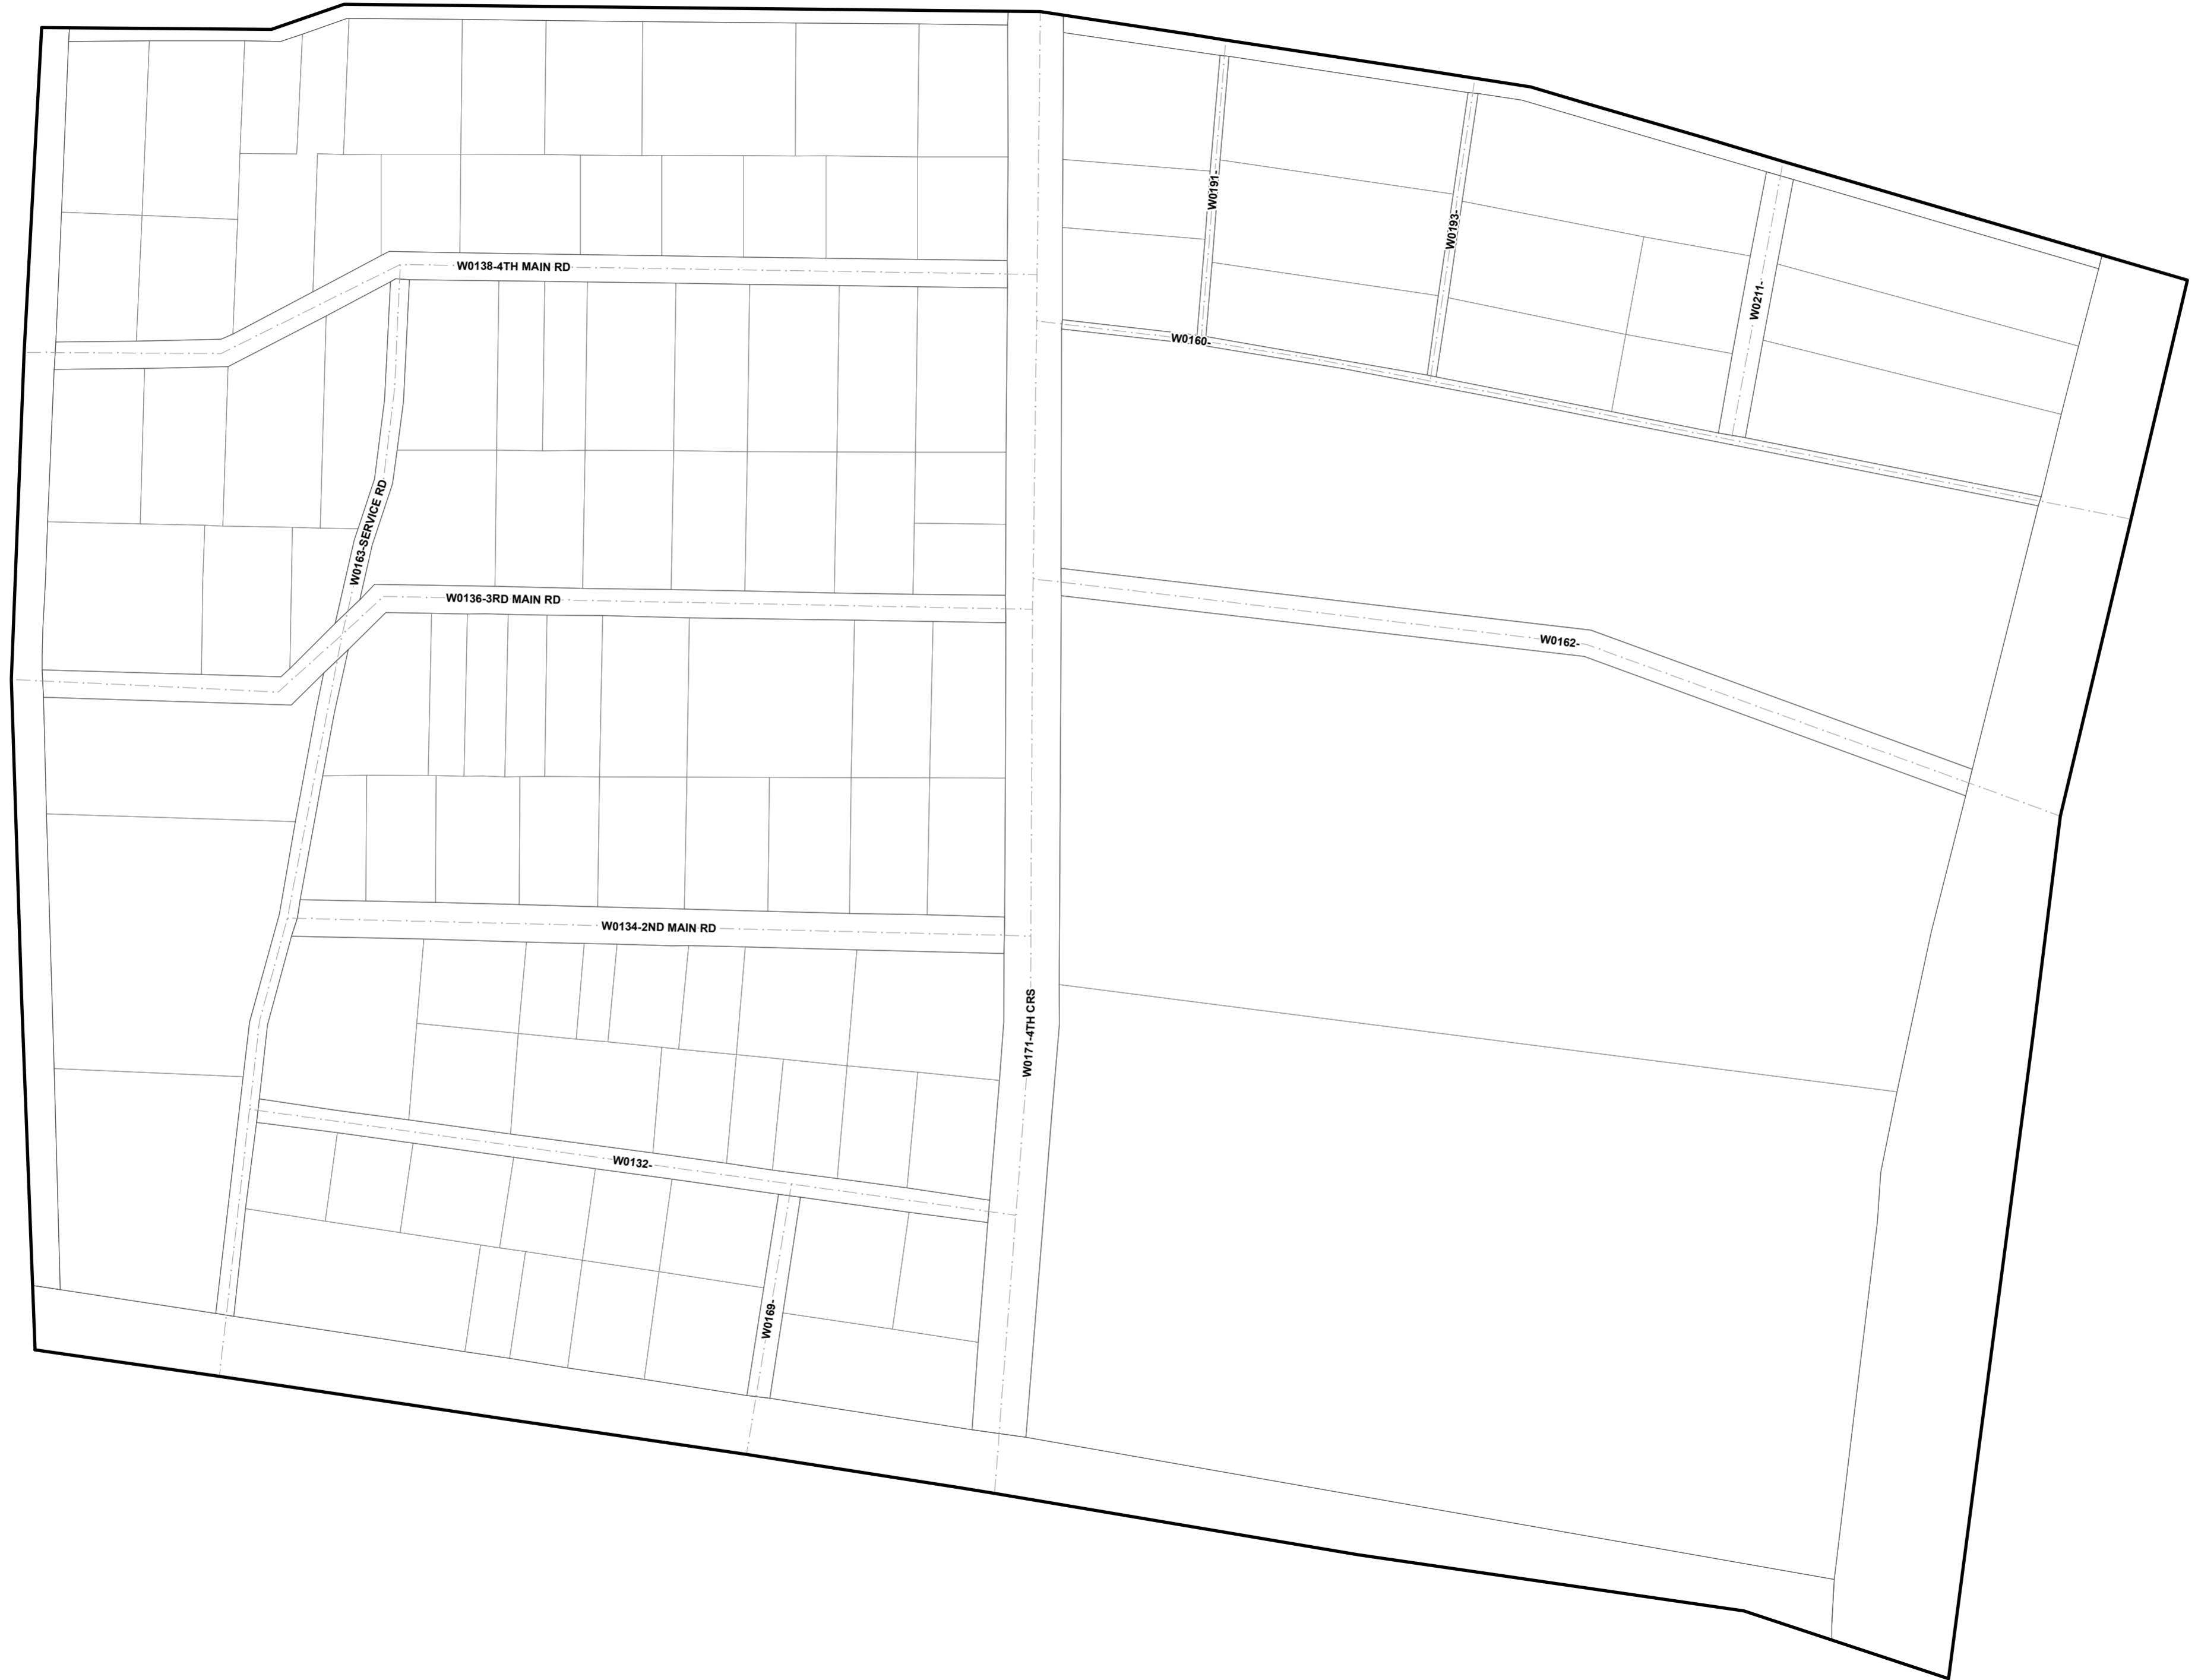 W0191-
W0193-
W0138-4TH MAIN RD
W0211-
W0160-
W0163-SERVICE RD
W0136-3RD MAIN RD
W0162-
W0134-2ND MAIN RD
W0171-4TH CRS
W0132-
W0169-